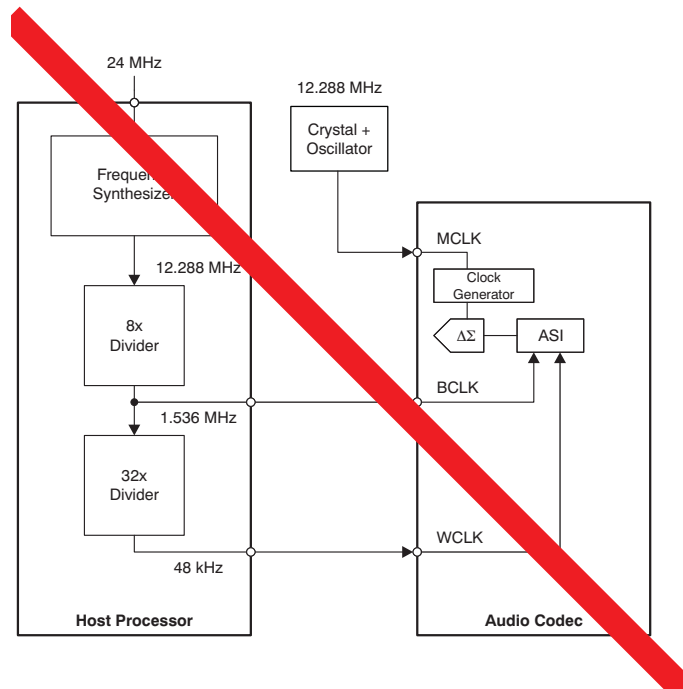 24 MHz
12.288 MHz
Crystal +
Oscillator
Synthesize
12.288 MHz
MCLK
Clock
Generator
8x
Divider
ΔΣ
ASI
BCLK
1.536 MHz
32x
Divider
WCLK
48 kHz
Host Processor
Audio Codec